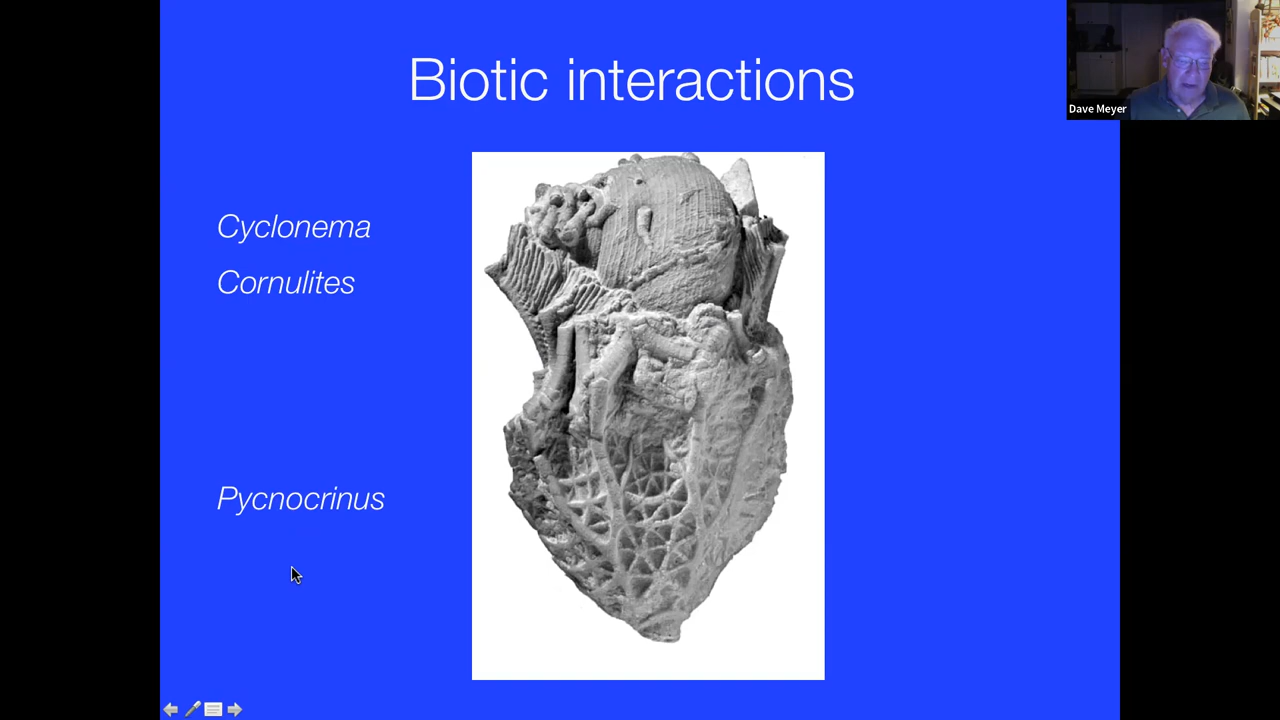 Biotic interactions
Dave Meyer
Cyclonema
Cornulites
Pycnocrinus